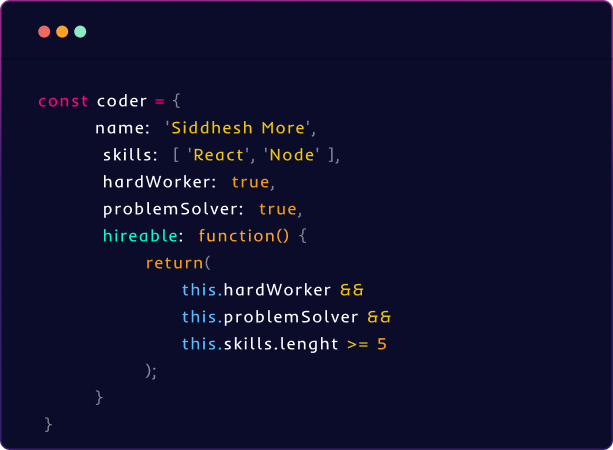 const coder = {
name: 'Siddhesh More',
skills: [ 'React', 'Node' ],
hardWorker: true,
problemSolver: true,
hireable: function() {
return(
this.hardWorker &&
this.problemSolver &&
this.skills.lenght >= 5
);
}
}